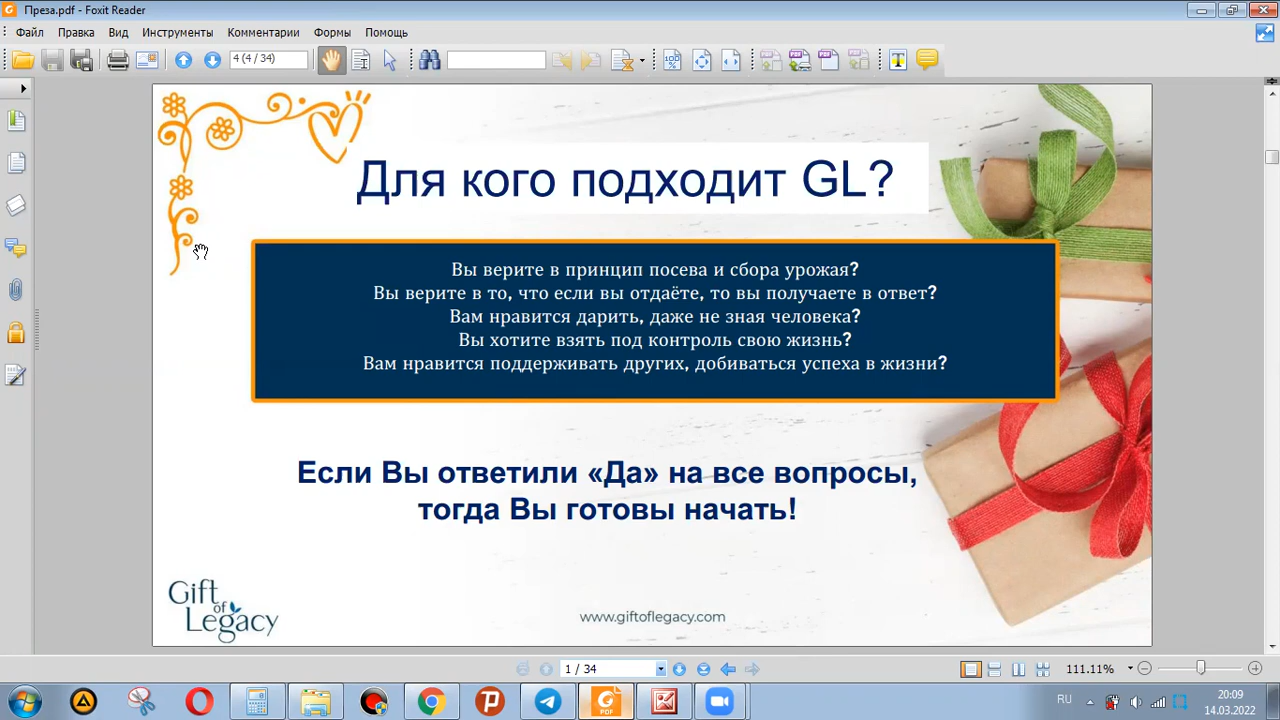 Преза.pdf - Foxit Reader
Файл Правка Вид Инструменты Комментарии Формы Помощь
4 (4 / 34)
Для кого подходит GL?
Вы верите в принцип посева и сбора урожая?
Вы верите в то, что если вы отдаёте, то вы получаете в ответ?
Вам нравится дарить, даже не зная человека?
Вы хотите взять под контроль свою жизнь?
Вам нравится поддерживать других, добиваться успеха в жизни?
Если Вы ответили «Да» на все вопросы,
тогда Вы готовы начать!
Gift
of
Legacy
www.giftoflegacy.com
1 / 34
111.11%
RU
20:09
14.03.2022